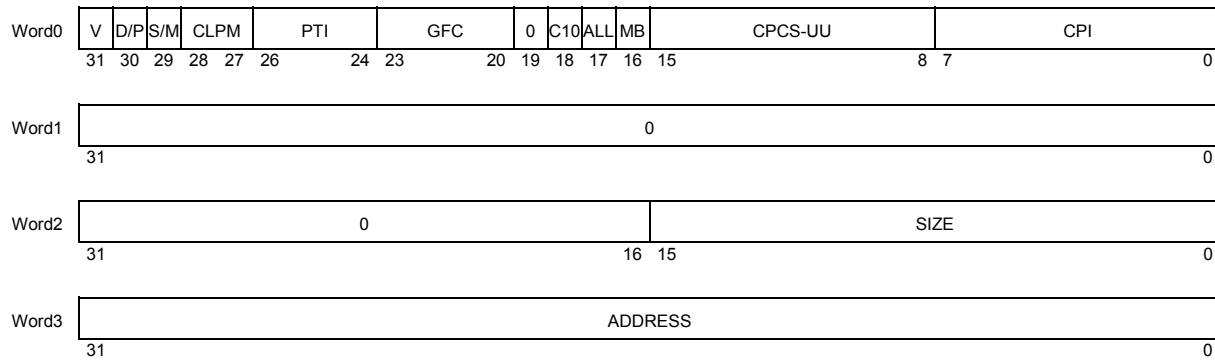 Word0 V D/P S/M CLPM PTI GFC 0 C10 ALL MB CPCS-UU CPI
31 30 29 28 27 26 24 23 20 19 18 17 16 15 8 7 0
Word1 0
31 0
Word2 0 SIZE
31 16 15 0
Word3 ADDRESS
31 0